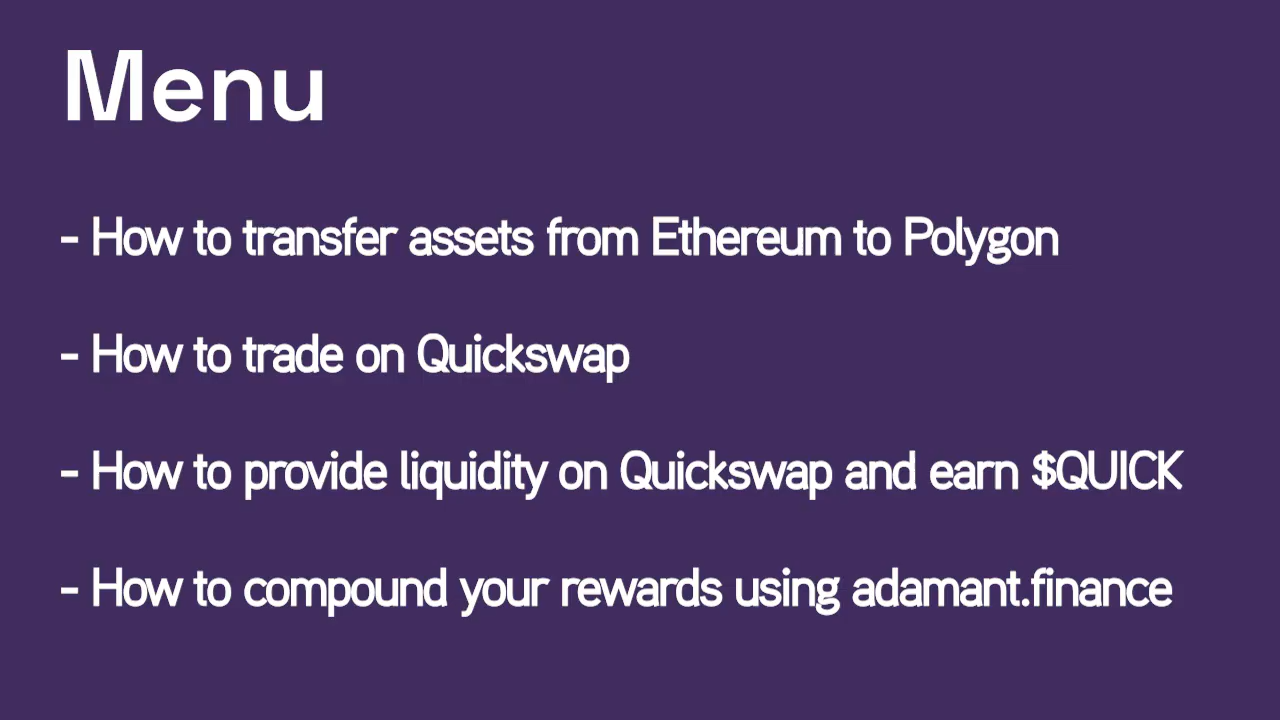 Menu
- How to transfer assets from Ethereum to Polygon
- How to trade on Quickswap
- How to provide liquidity on Quickswap and earn $QUICK
- How to compound your rewards using adamant.finance